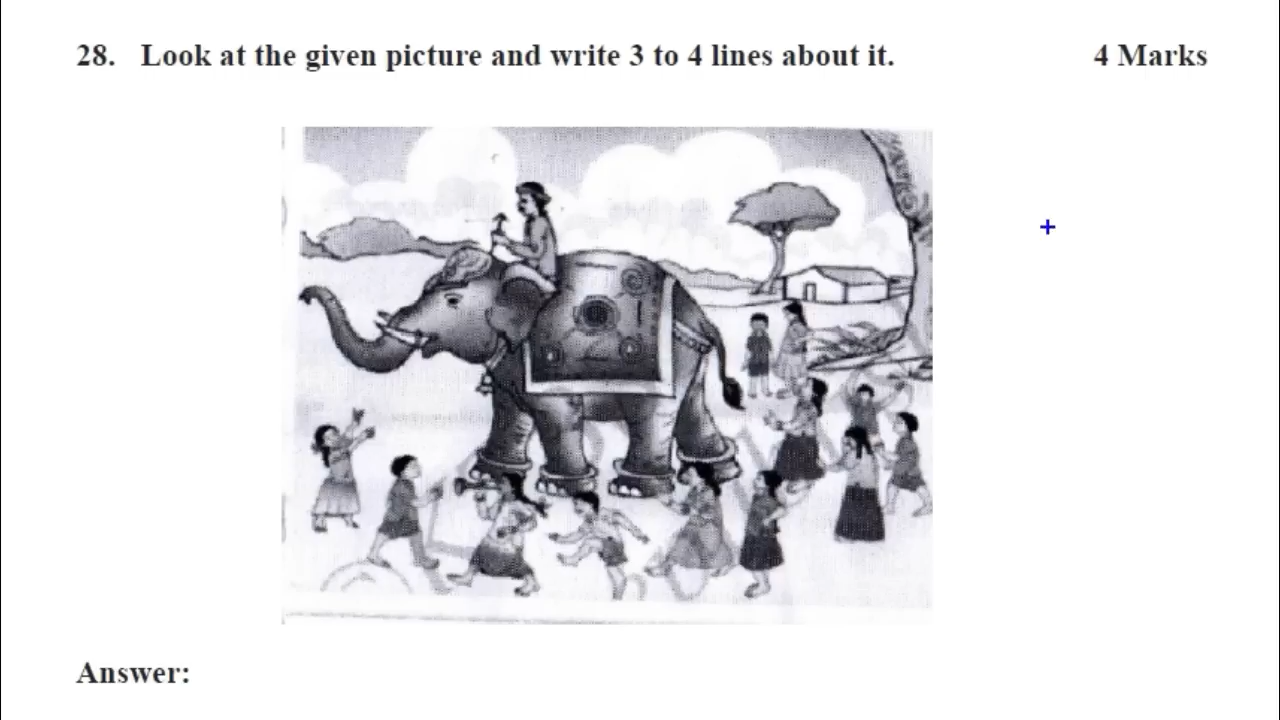 28. Look at the given picture and write 3 to 4 lines about it. 4 Marks
Answer: